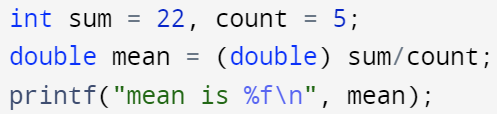 int sum = 22, count = 5;
double mean = (double) sum/count;
printf("mean is %f\n", mean);